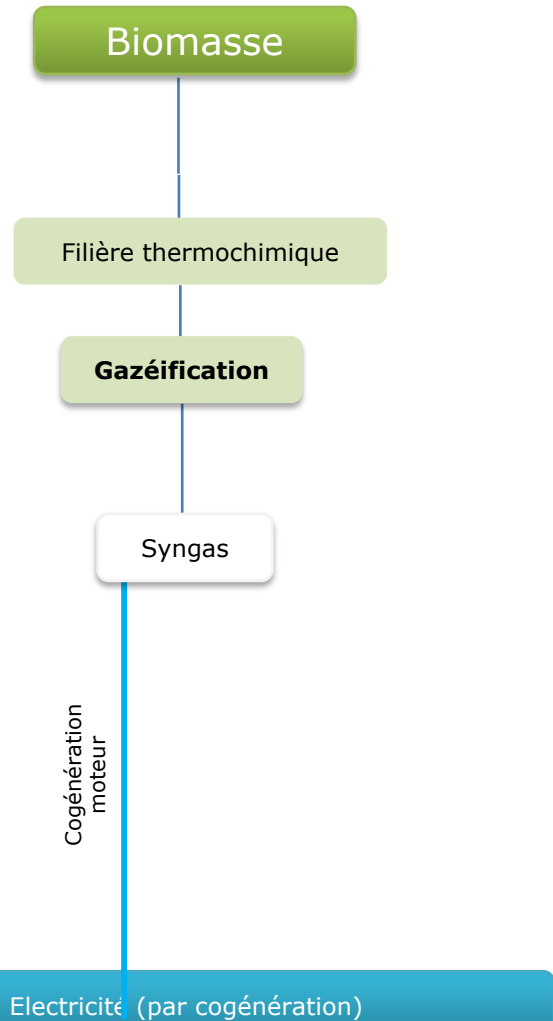 Biomasse
Filière thermochimique
Gazéification
Syngas
Cogénération
moteur
Electricité (par cogénération)